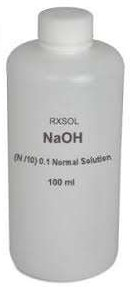 RXSOL
NaOH
(N /10) 0.1 Normal Solution
100 ml